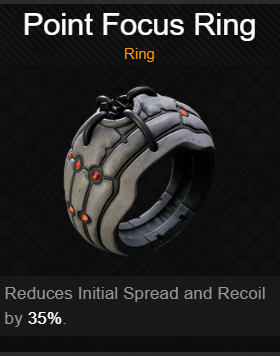 Point Focus Ring
Ring
Reduces Initial Spread and Recoil
by 35%.